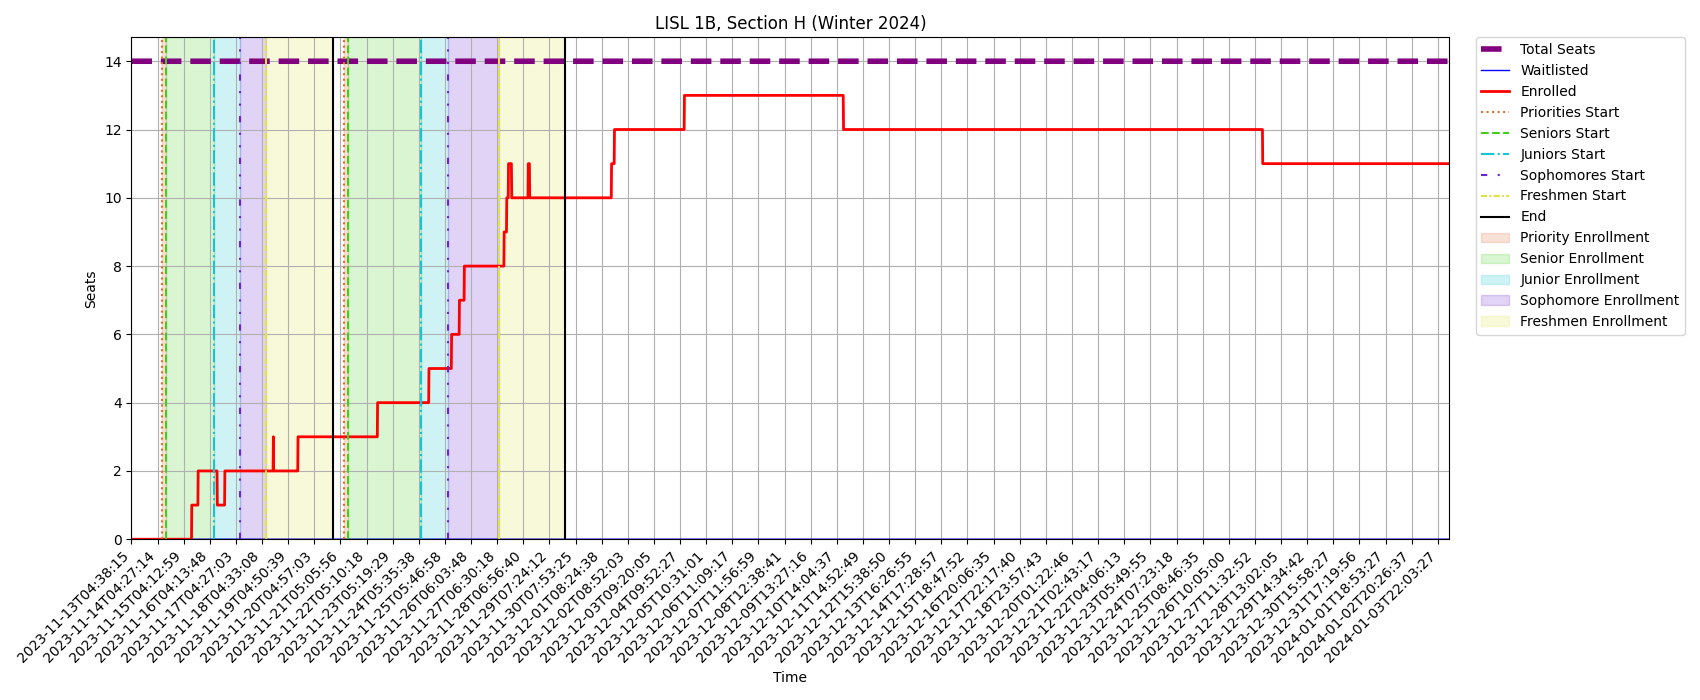 LISL 1B, Section H (Winter 2024)
Seats
14
12
10
8
6
4
2
0
2023-11-13T04:38:15
2023-11-14T04:27:14
2023-11-15T04:12:59
2023-11-16T04:13:48
2023-11-17T04:27:03
2023-11-18T04:33:08
2023-11-19T04:50:39
2023-11-20T04:57:03
2023-11-21T05:05:56
2023-11-22T05:10:18
2023-11-23T05:19:29
2023-11-24T05:35:38
2023-11-25T05:46:58
2023-11-26T06:03:48
2023-11-27T06:30:18
2023-11-28T06:56:40
2023-11-29T07:24:12
2023-11-30T07:53:25
2023-12-01T08:24:38
2023-12-02T08:52:03
2023-12-03T09:20:05
2023-12-04T09:52:27
2023-12-05T10:31:01
2023-12-06T11:09:17
2023-12-07T11:56:59
2023-12-08T12:38:41
2023-12-09T13:27:16
2023-12-10T14:04:37
2023-12-11T14:52:49
2023-12-12T15:38:50
2023-12-13T16:26:55
2023-12-14T17:28:57
2023-12-15T18:47:52
2023-12-16T20:06:35
2023-12-17T22:17:40
2023-12-18T23:57:43
2023-12-20T01:22:46
2023-12-21T02:43:17
2023-12-22T04:06:13
2023-12-23T05:49:55
2023-12-24T07:23:18
2023-12-25T08:46:35
2023-12-26T10:05:00
2023-12-27T11:32:52
2023-12-28T13:02:05
2023-12-29T14:34:42
2023-12-30T15:58:27
2023-12-31T17:19:56
2024-01-01T18:53:27
2024-01-02T20:26:37
2024-01-03T22:03:27
Time
Total Seats
Waitlisted
Enrolled
Priorities Start
Seniors Start
Juniors Start
Sophomores Start
Freshmen Start
End
Priority Enrollment
Senior Enrollment
Junior Enrollment
Sophomore Enrollment
Freshmen Enrollment